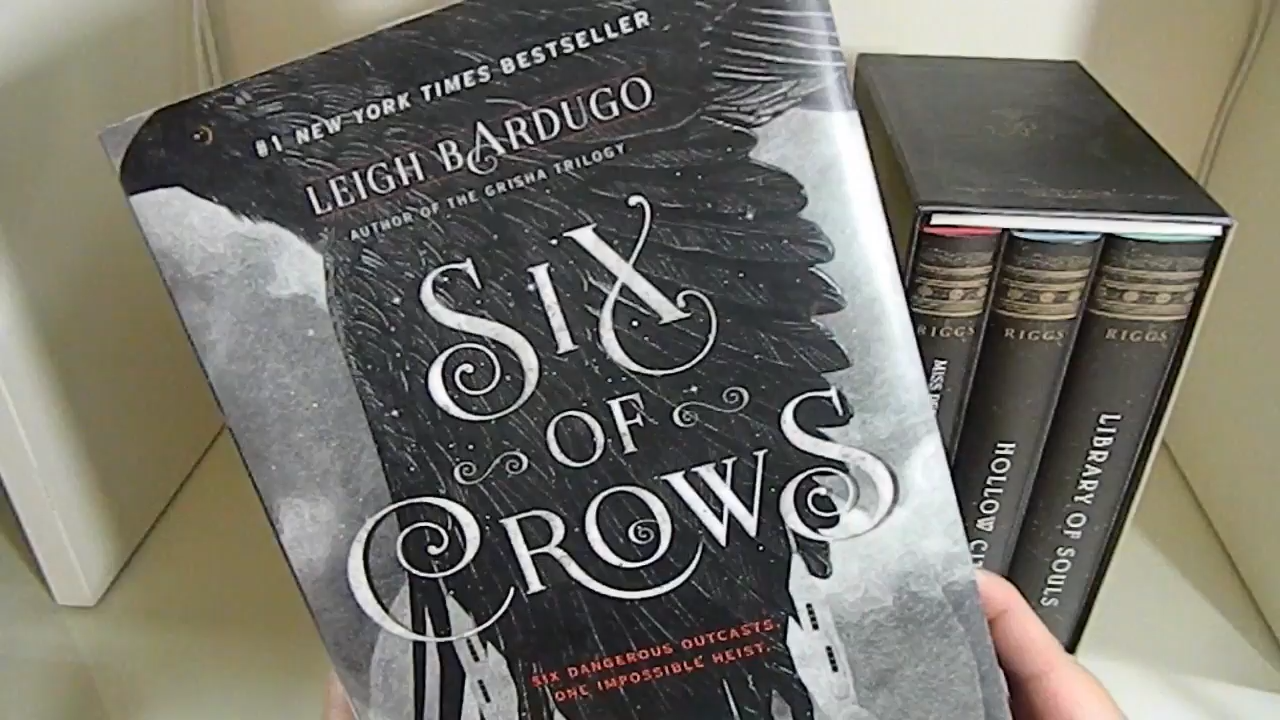 #1 NEW YORK TIMES BESTSELLER
LEIGH BARDUGO
AUTHOR OF THE GRISHA TRILOGY
SIX
OF
CROWS
SIX DANGEROUS OUTCASTS.
ONE IMPOSSIBLE HEIST.
RIGGS
MISS
RIGGS
HOLLOW
RIGGS
LIBRARY OF SOULS